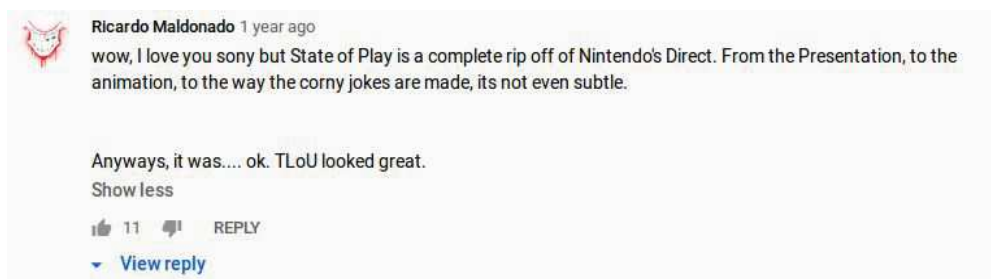 Ricardo Maldonado 1 year ago
wow, I love you sony but State of Play is a complete rip off of Nintendo's Direct. From the Presentation, to the
animation, to the way the corny jokes are made, its not even subtle.
Anyways, it was.... ok. TLoU looked great.
Show less
11 REPLY
View reply